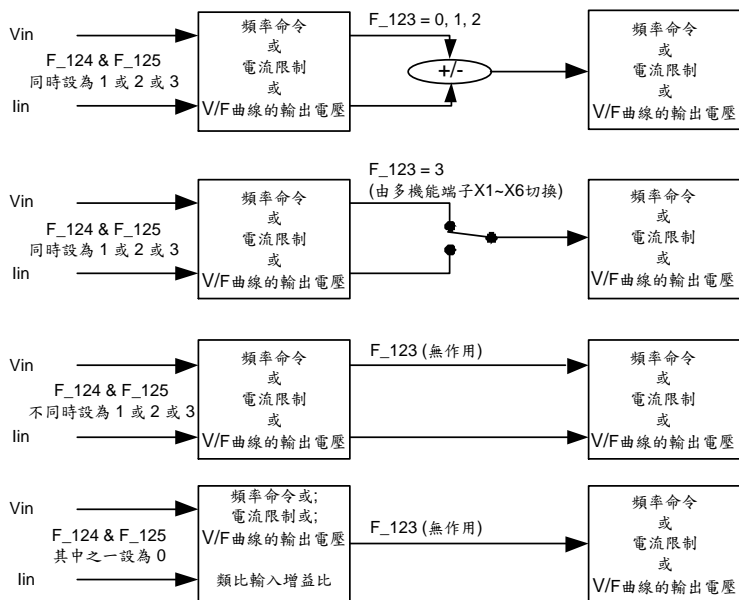 Vin
F_124 & F_125
同時設為 1 或 2 或 3
Iin
頻率命令
或
電流限制
或
V/F曲線的輸出電壓
F_123 = 0, 1, 2
+/-
頻率命令
或
電流限制
或
V/F曲線的輸出電壓
Vin
F_124 & F_125
同時設為 1 或 2 或 3
Iin
頻率命令
或
電流限制
或
V/F曲線的輸出電壓
F_123 = 3
(由多機能端子X1~X6切換)
頻率命令
或
電流限制
或
V/F曲線的輸出電壓
Vin
F_124 & F_125
不同時設為 1 或 2 或 3
Iin
頻率命令
或
電流限制
或
V/F曲線的輸出電壓
F_123 (無作用)
頻率命令
或
電流限制
或
V/F曲線的輸出電壓
Vin
F_124 & F_125
其中之一設為 0
Iin
頻率命令或;
電流限制或;
V/F曲線的輸出電壓
類比輸入增益比
F_123 (無作用)
頻率命令
或
電流限制
或
V/F曲線的輸出電壓